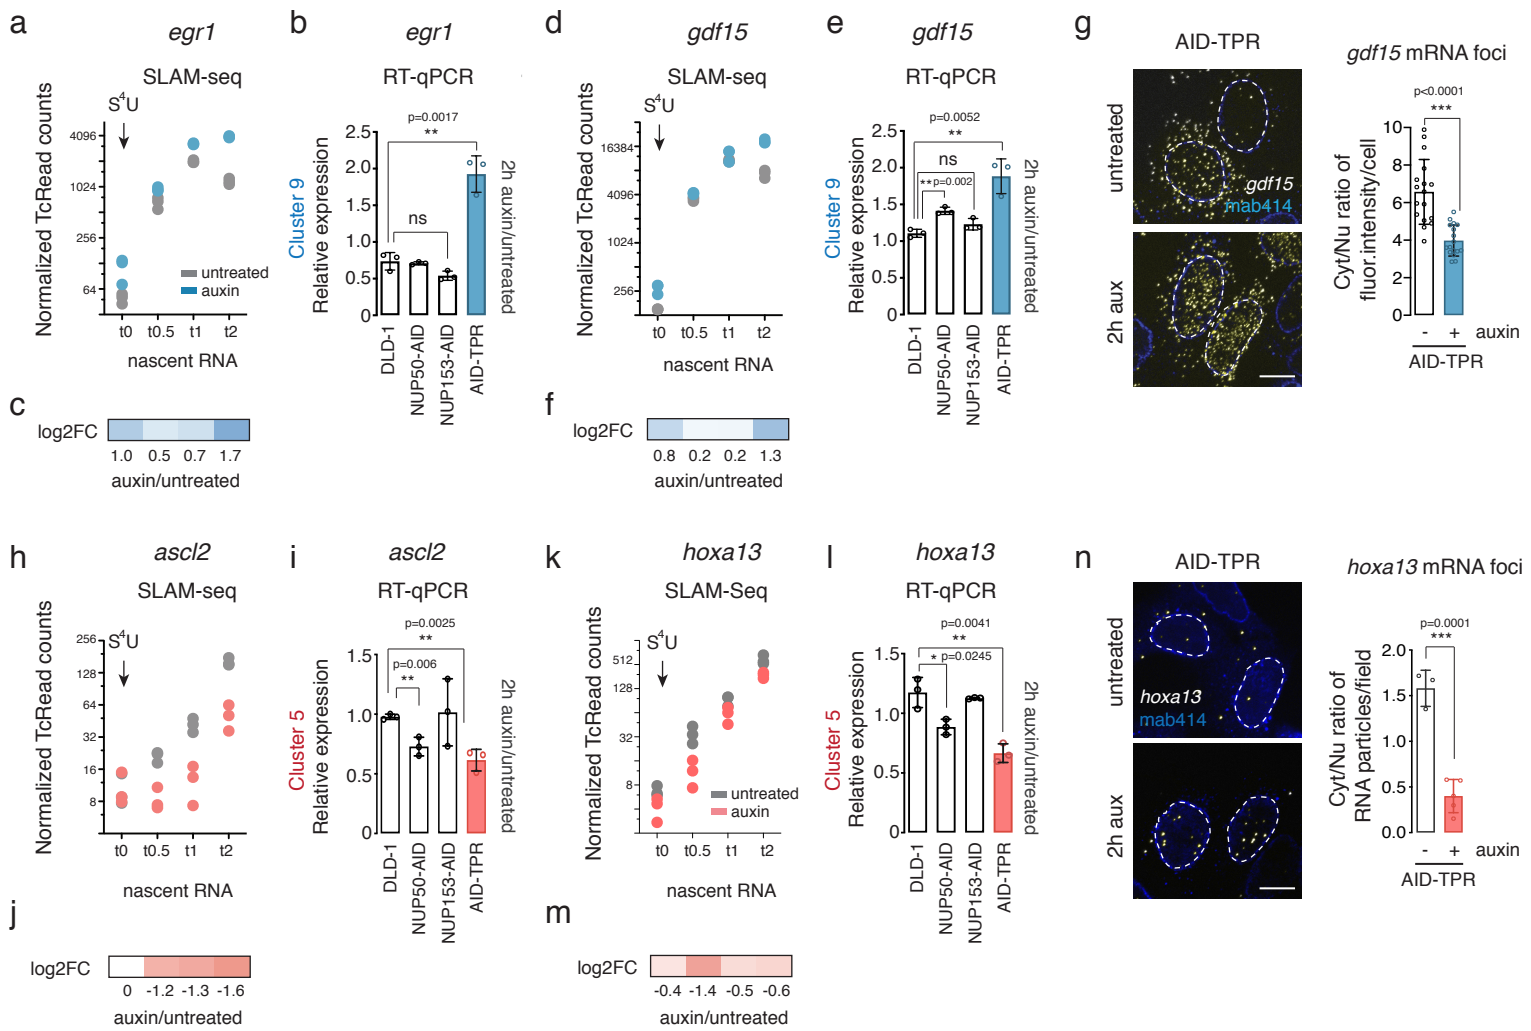 a
egr1
SLAM-seq
S4U
Normalized TcRead counts
4096
1024
256
64
untreated
auxin
t0 t0.5 t1 t2
nascent RNA
b
egr1
RT-qPCR
p=0.0017
**
ns
Cluster 9
Relative expression
2.5
2.0
1.5
1.0
0.5
0
DLD-1
NUP50-AID
NUP153-AID
AID-TPR
2h auxin/untreated
c
log2FC
1.0 0.5 0.7 1.7
auxin/untreated
d
gdf15
SLAM-seq
S4U
Normalized TcRead counts
16384
4096
1024
256
t0 t0.5 t1 t2
nascent RNA
e
gdf15
RT-qPCR
p=0.0052
**
ns
**p=0.002
Cluster 9
Relative expression
2.5
2.0
1.5
1.0
0.5
0
DLD-1
NUP50-AID
NUP153-AID
AID-TPR
2h auxin/untreated
f
log2FC
0.8 0.2 0.2 1.3
auxin/untreated
g
AID-TPR
untreated
gdf15
mab414
2h aux
gdf15 mRNA foci
p<0.0001
***
Cyt/Nu ratio of
fluor.intensity/cell
10
8
6
4
2
0
- + auxin
AID-TPR
h
ascl2
SLAM-seq
S4U
Normalized TcRead counts
256
128
64
32
16
8
t0 t0.5 t1 t2
nascent RNA
i
ascl2
RT-qPCR
p=0.0025
**
p=0.006
**
Cluster 5
Relative expression
1.5
1.0
0.5
0
DLD-1
NUP50-AID
NUP153-AID
AID-TPR
2h auxin/untreated
j
log2FC
0 -1.2 -1.3 -1.6
auxin/untreated
k
hoxa13
SLAM-Seq
S4U
Normalized TcRead counts
512
128
32
8
untreated
auxin
t0 t0.5 t1 t2
nascent RNA
l
hoxa13
RT-qPCR
p=0.0041
**
* p=0.0245
Cluster 5
Relative expression
1.5
1.0
0.5
0
DLD-1
NUP50-AID
NUP153-AID
AID-TPR
2h auxin/untreated
m
log2FC
-0.4 -1.4 -0.5 -0.6
auxin/untreated
n
AID-TPR
untreated
hoxa13
mab414
2h aux
hoxa13 mRNA foci
p=0.0001
***
Cyt/Nu ratio of
RNA particles/field
2.0
1.5
1.0
0.5
0.0
- + auxin
AID-TPR